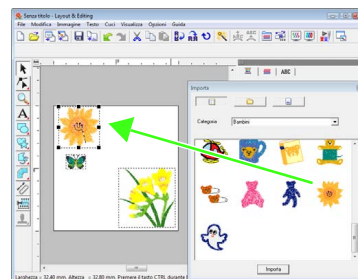 Senza titolo - Layout & Editing
File Modifica Immagine Testo Cuci Visualizza Opzioni Guida
ABC
Importa
Categoria Bambini
Importa
Larghezza = 32,40 mm Altezza = 32,80 mm Premere il tasto CTRL durante